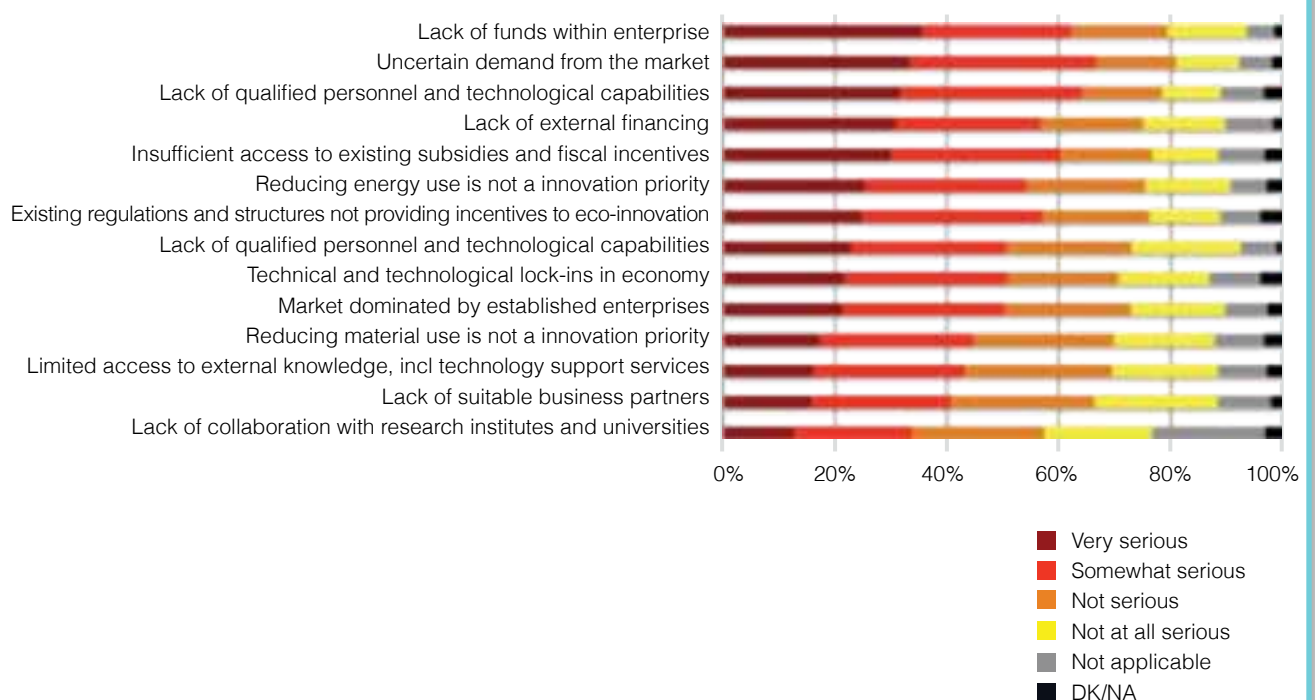 Lack of funds within enterprise
Uncertain demand from the market
Lack of qualified personnel and technological capabilities
Lack of external financing
Insufficient access to existing subsidies and fiscal incentives
Reducing energy use is not a innovation priority
Existing regulations and structures not providing incentives to eco-innovation
Lack of qualified personnel and technological capabilities
Technical and technological lock-ins in economy
Market dominated by established enterprises
Reducing material use is not a innovation priority
Limited access to external knowledge, incl technology support services
Lack of suitable business partners
Lack of collaboration with research institutes and universities
0% 20% 40% 60% 80% 100%
Very serious
Somewhat serious
Not serious
Not at all serious
Not applicable
DK/NA